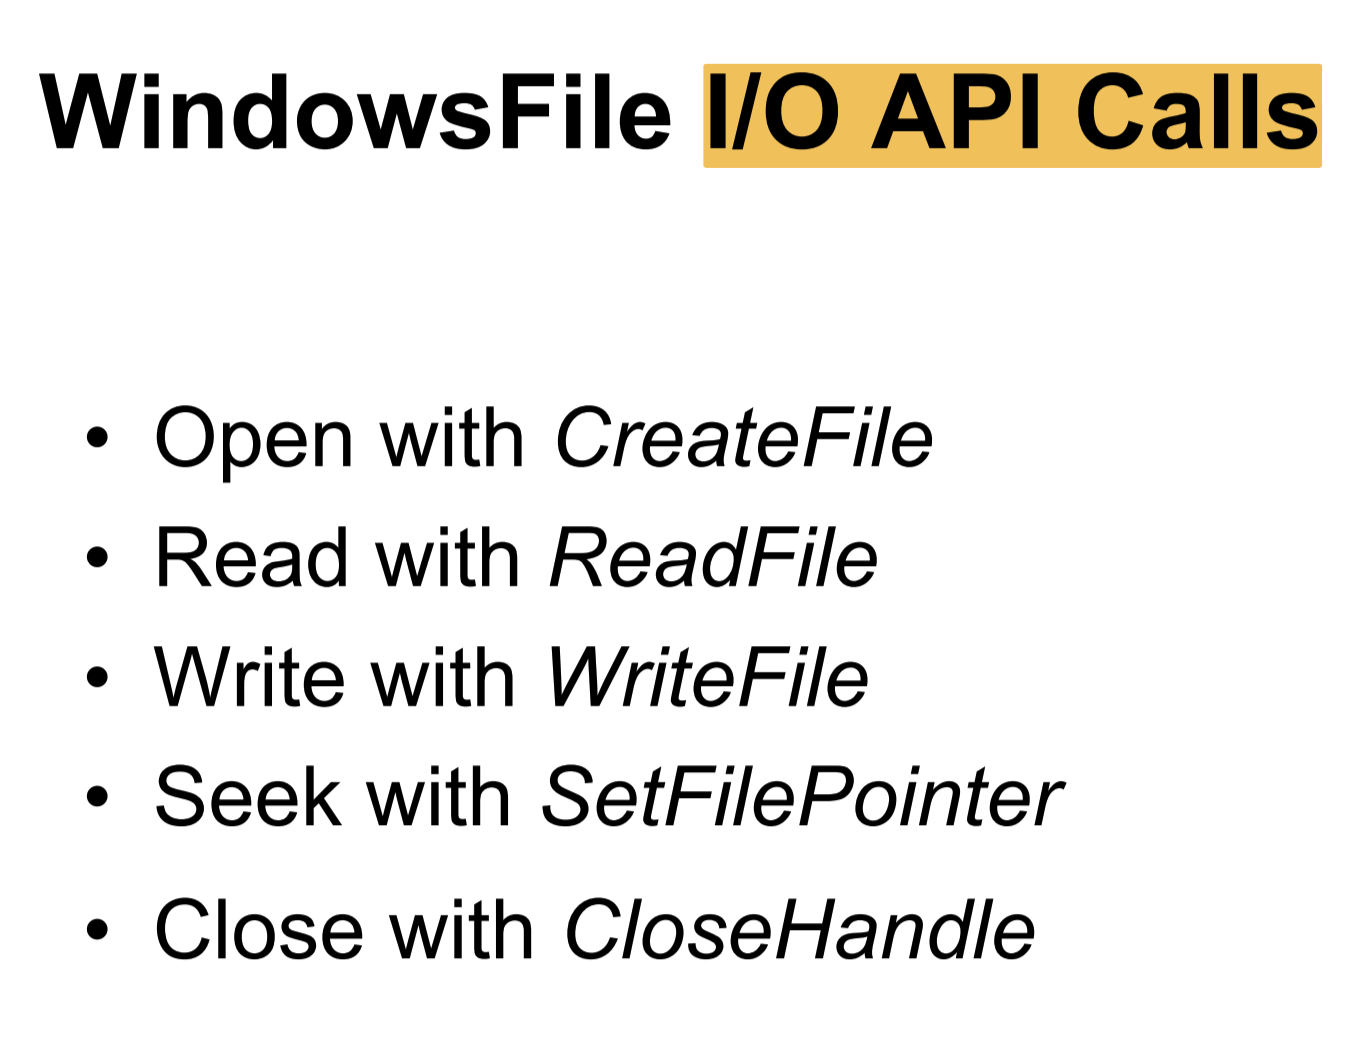 WindowsFile I/O API Calls
• Open with CreateFile
• Read with ReadFile
• Write with WriteFile
• Seek with SetFilePointer
• Close with CloseHandle